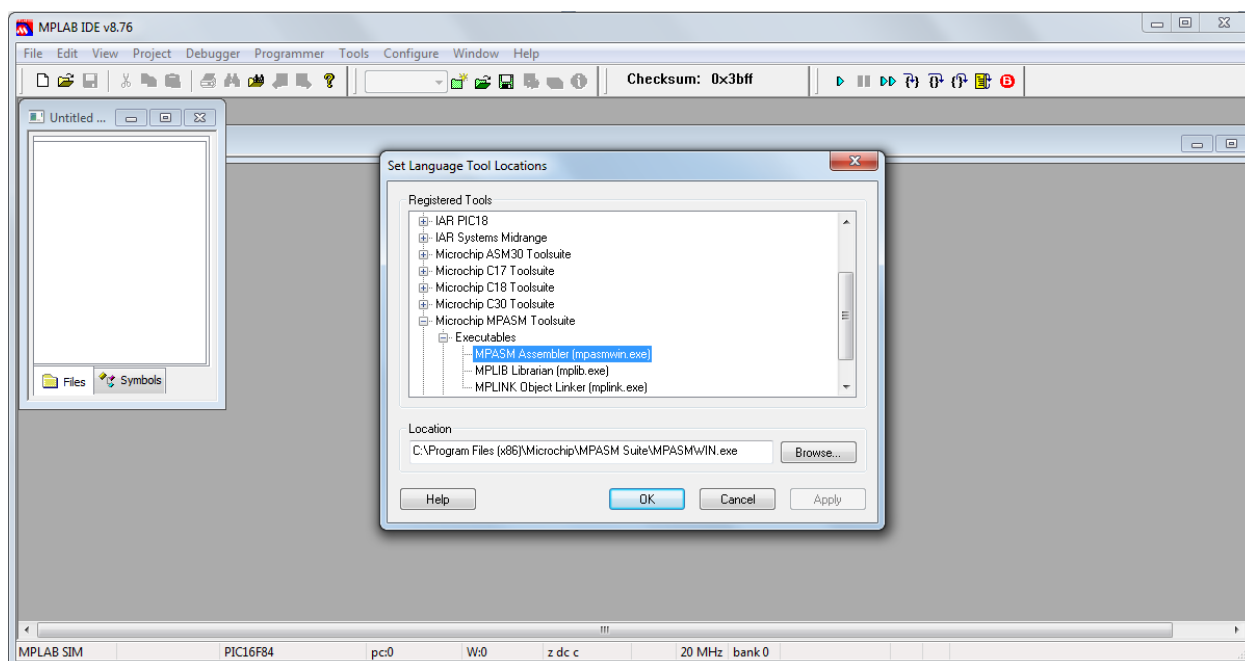 MPLAB IDE v8.76
File Edit View Project Debugger Programmer Tools Configure Window Help
Checksum: 0x3bff
Untitled ...
Set Language Tool Locations
Registered Tools
IAR PIC18
IAR Systems Midrange
Microchip ASM30 Toolsuite
Microchip C17 Toolsuite
Microchip C18 Toolsuite
Microchip C30 Toolsuite
Microchip MPASM Toolsuite
Executables
MPASM Assembler (mpasmwin.exe)
MPLIB Librarian (mplib.exe)
MPLINK Object Linker (mplink.exe)
Files Symbols
Location
C:\Program Files (x86)\Microchip\MPASM Suite\MPASMWIN.exe Browse...
Help OK Cancel Apply
MPLAB SIM PIC16F84 pc:0 W:0 z dc c 20 MHz bank 0